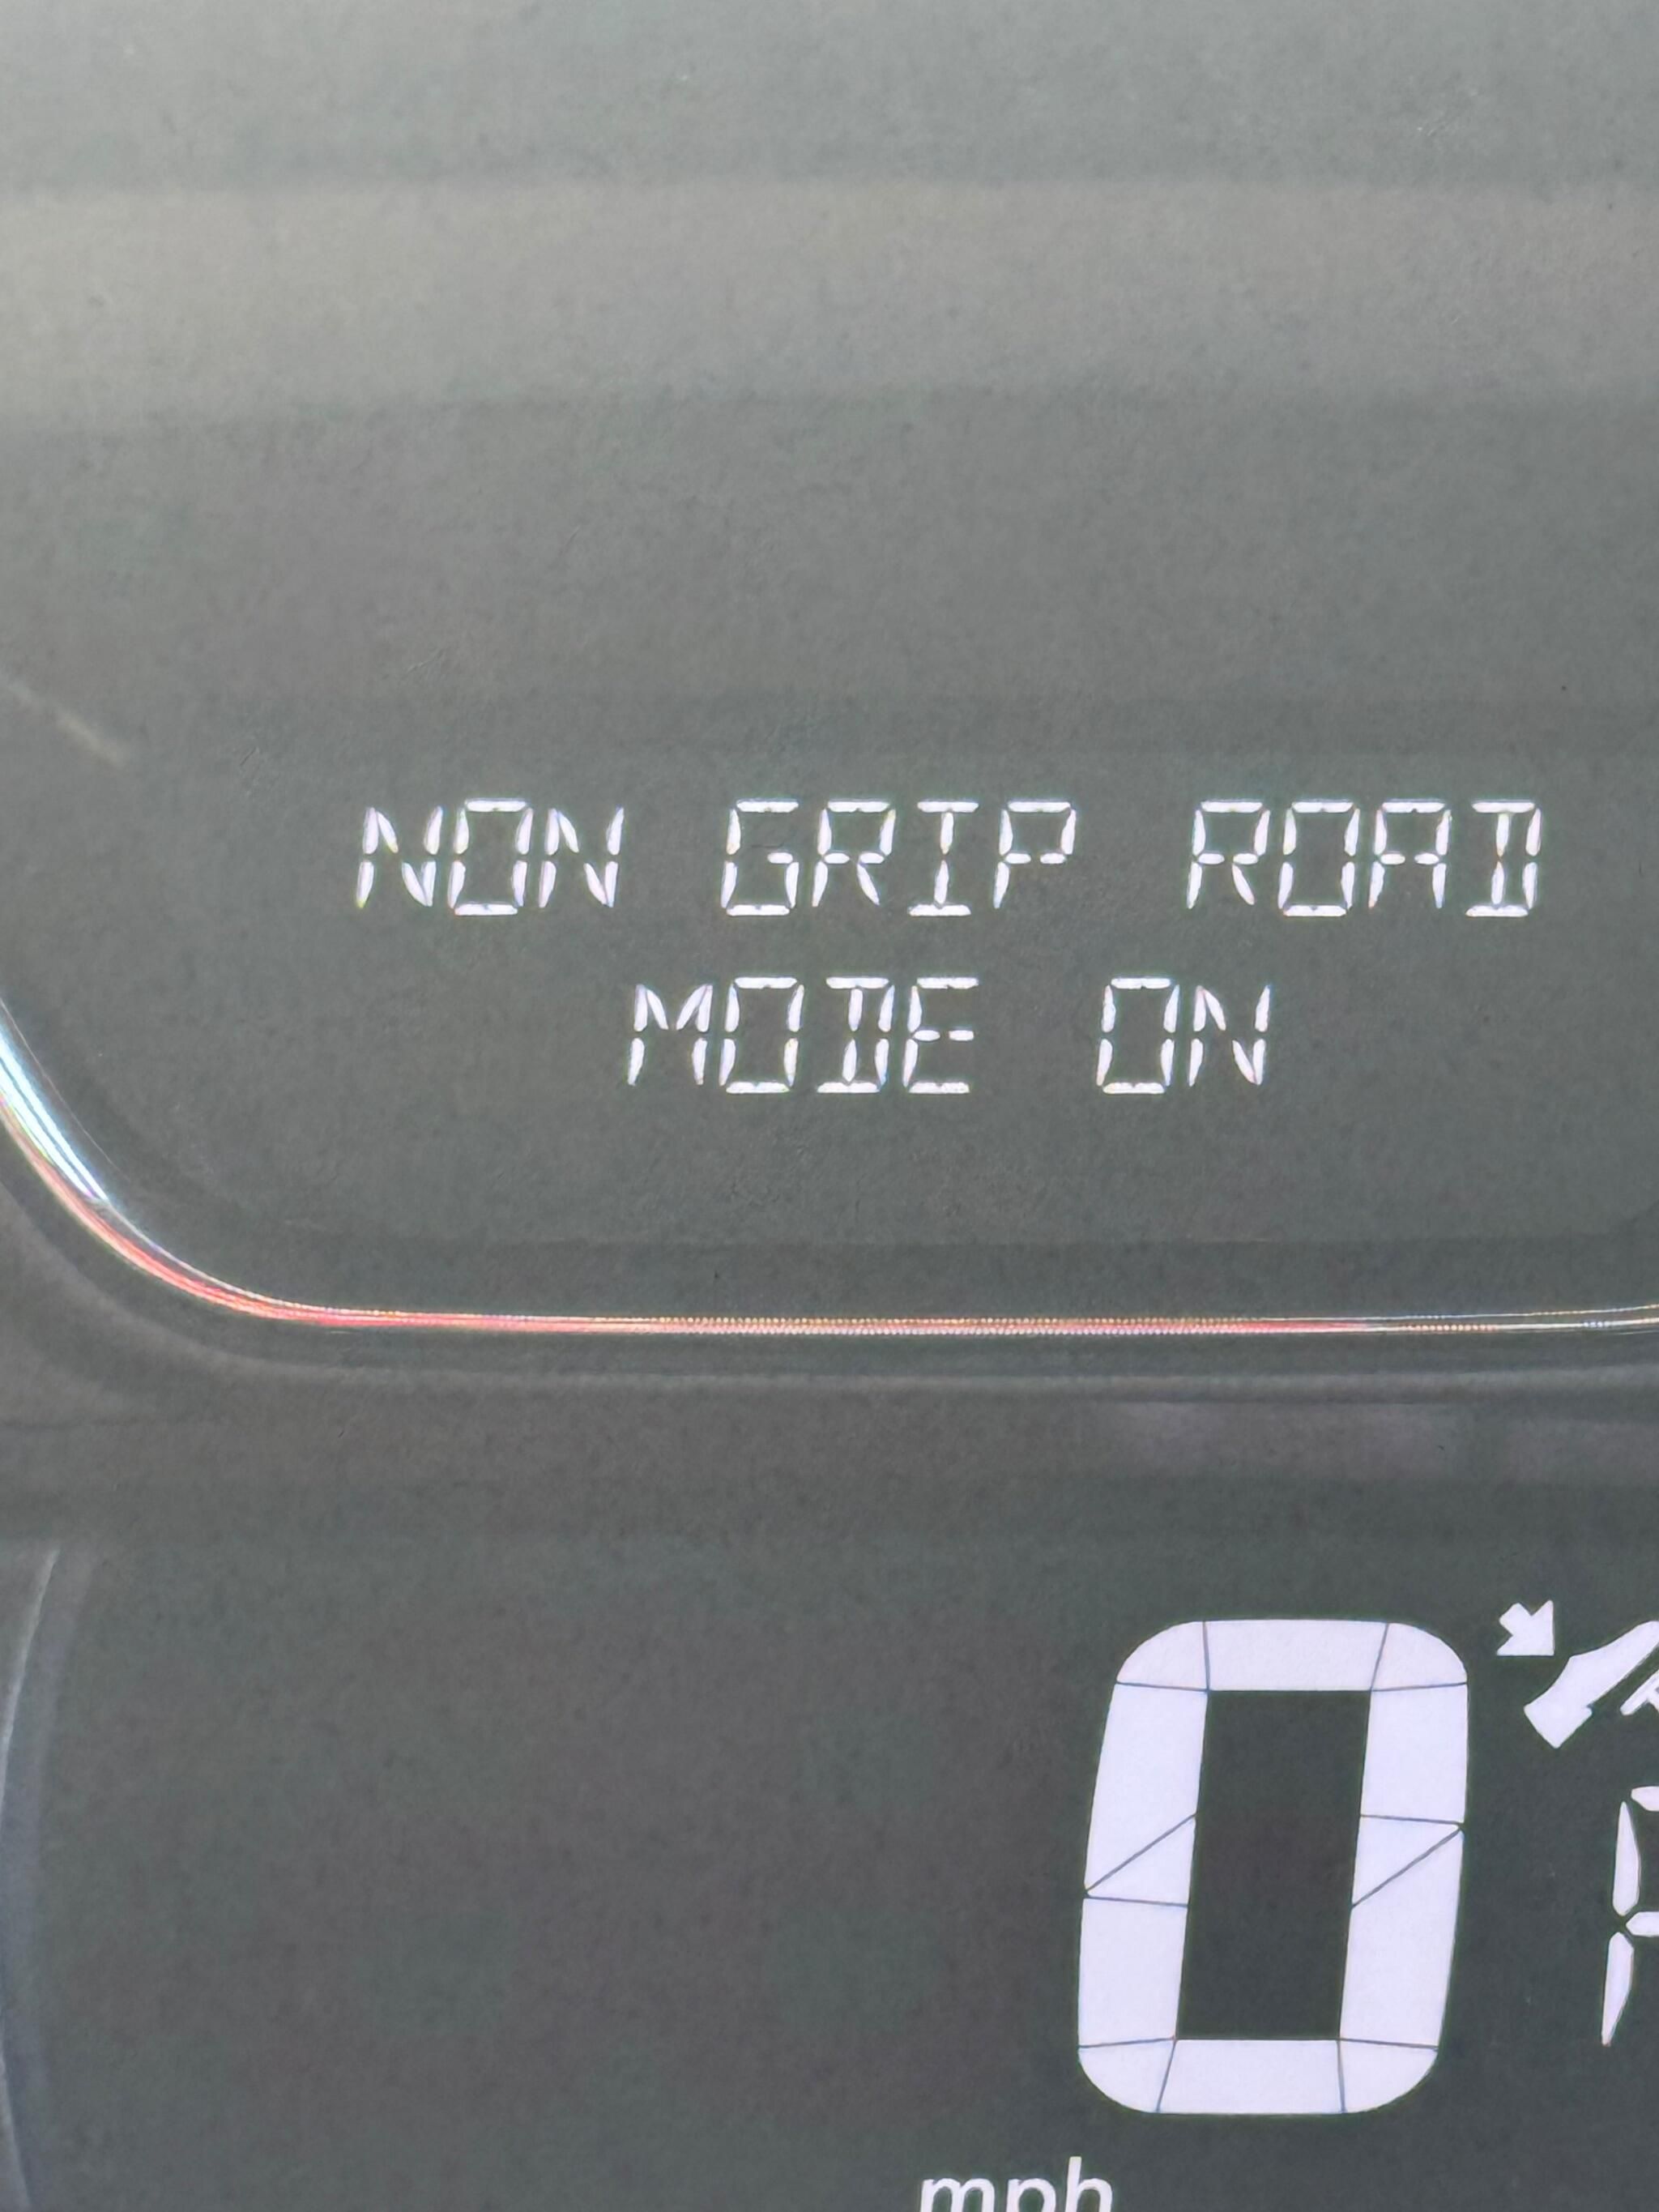 NON GRIP ROAD
MODE ON
0
mph